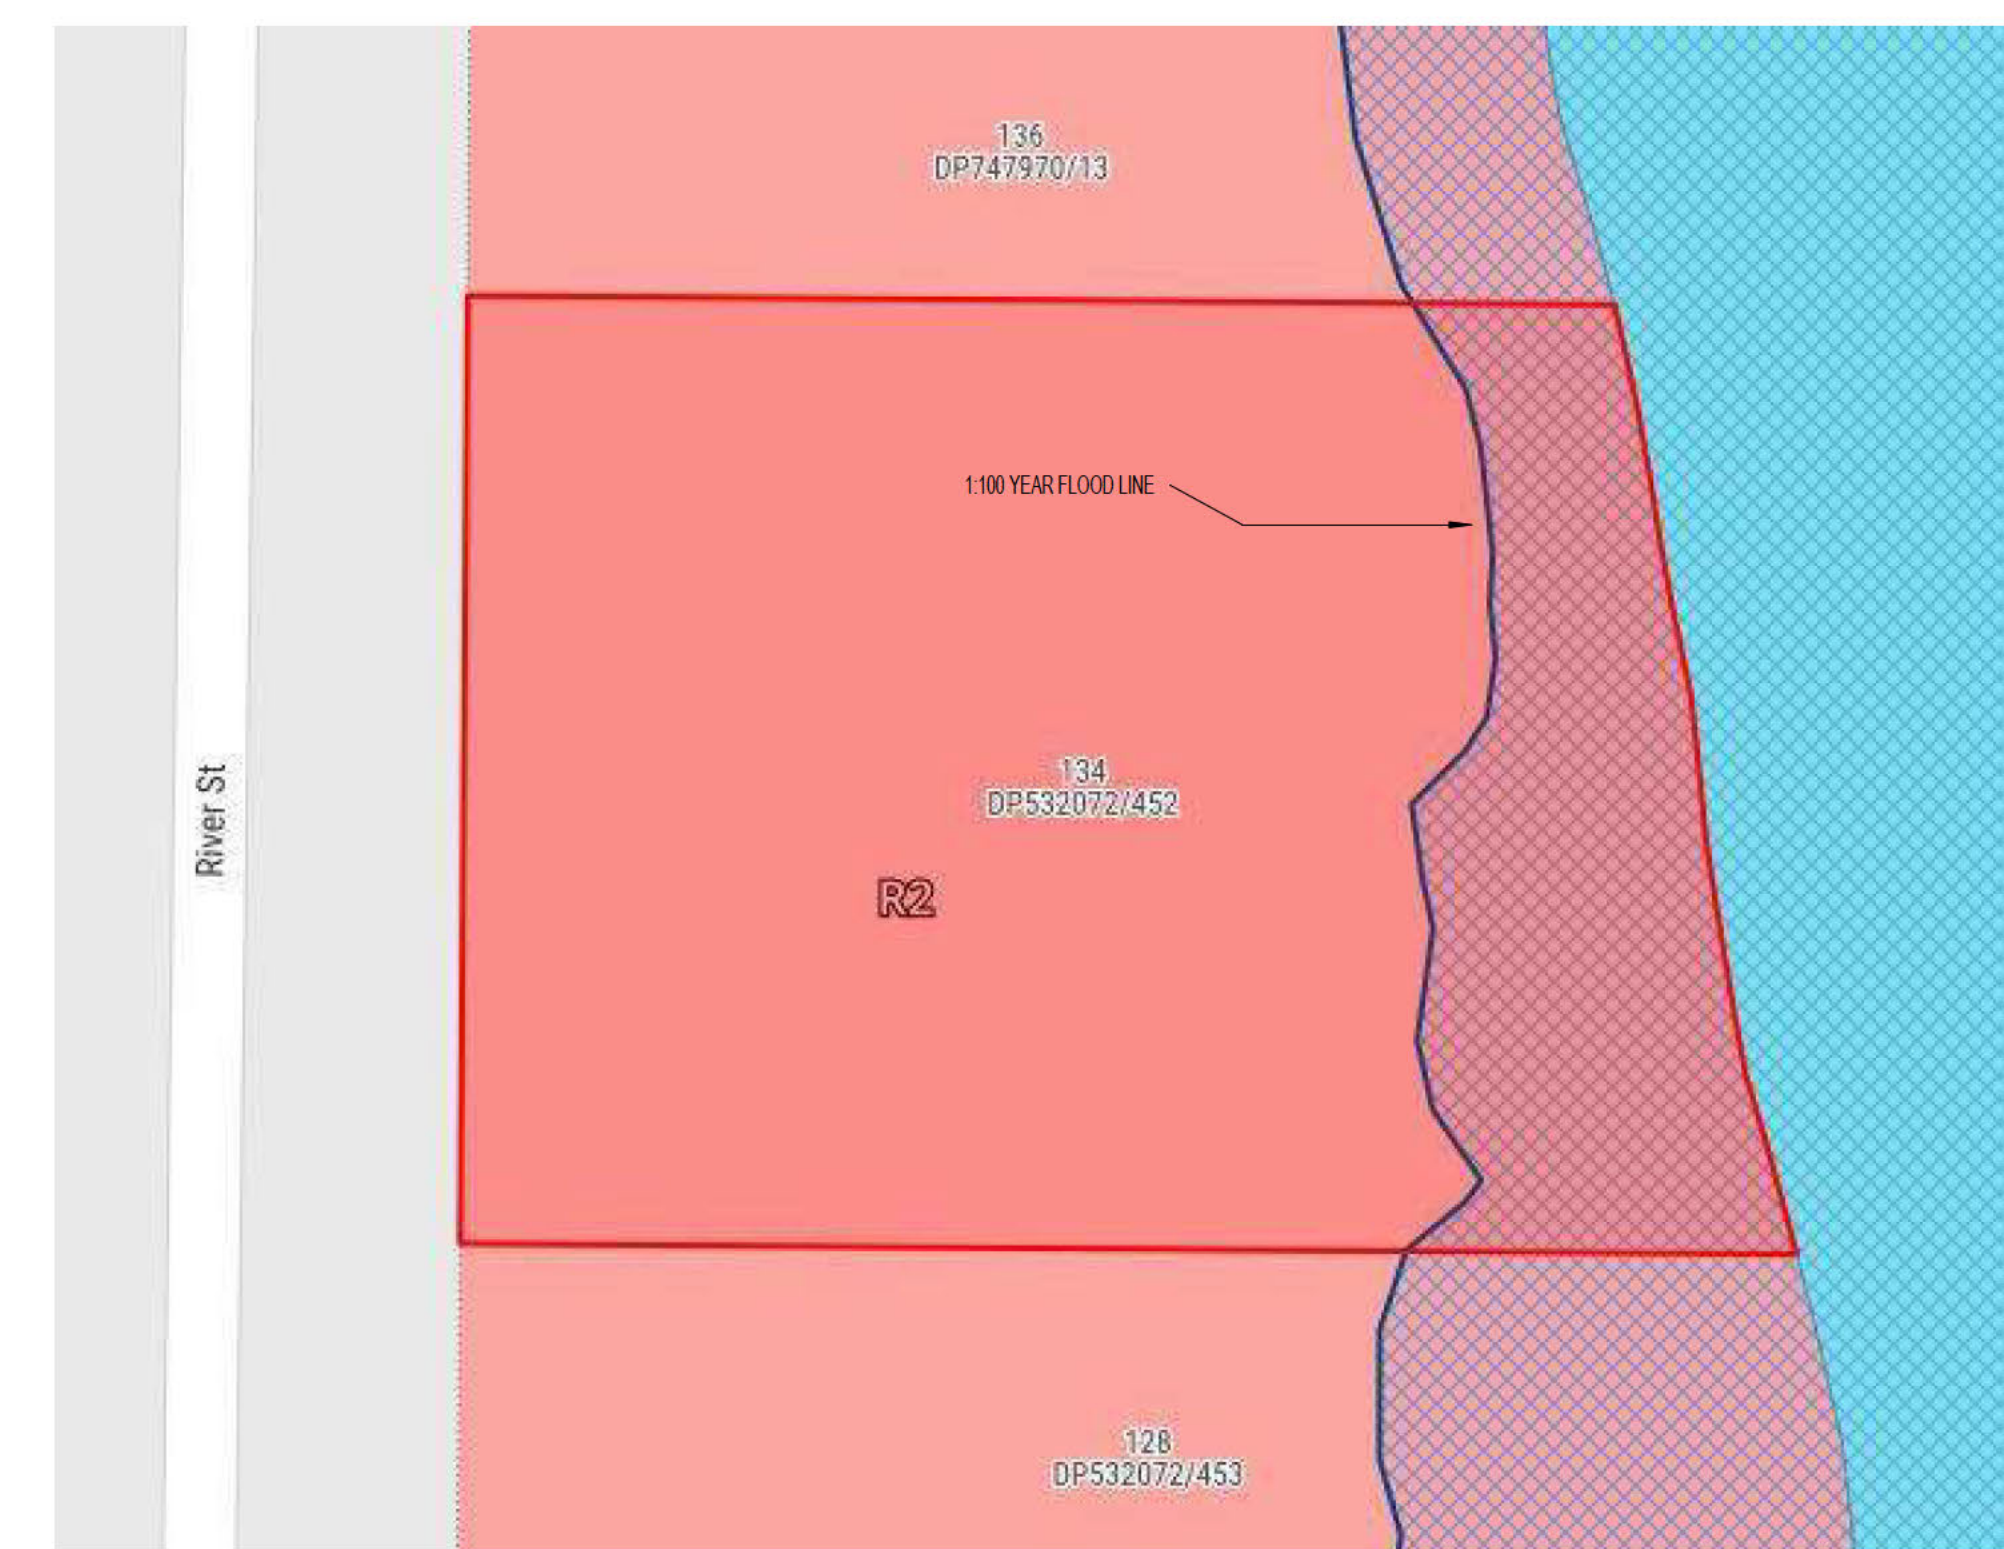 136
DP747970/13
1:100 YEAR FLOOD LINE
134
DP532072/452
River St
R2
128
DP532072/453